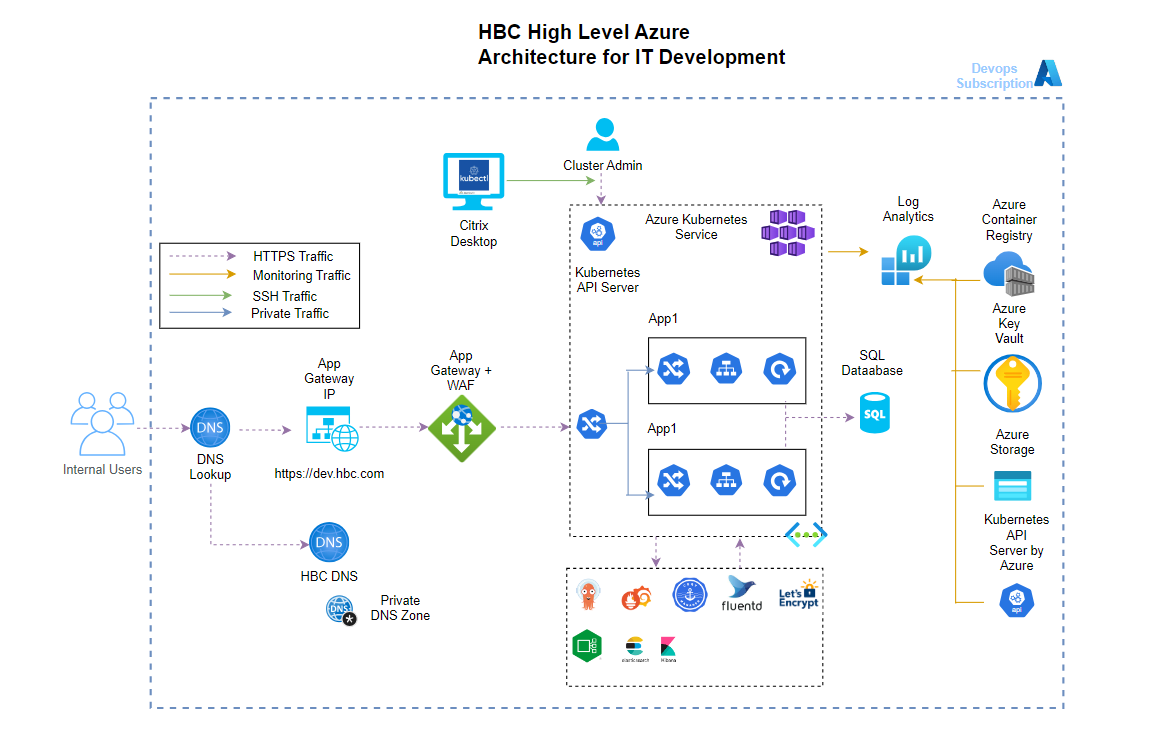 HBC High Level Azure
Architecture for IT Development
Devops
Subscription
Cluster Admin
kubectl
Citrix
Desktop
Azure Kubernetes
Service
api
Kubernetes
API Server
Log
Analytics
Azure
Container
Registry
HTTPS Traffic
Monitoring Traffic
SSH Traffic
Private Traffic
Azure
Key
Vault
App1
SQL
Dataabase
SQL
App
Gateway
IP
App
Gateway +
WAF
Internal Users
DNS
DNS
Lookup
https://dev.hbc.com
App1
Azure
Storage
DNS
HBC DNS
DNS
Private
DNS Zone
Kubernetes
API
Server by
Azure
api
fluentd
Let's
Encrypt
elasticsearch
Kibana